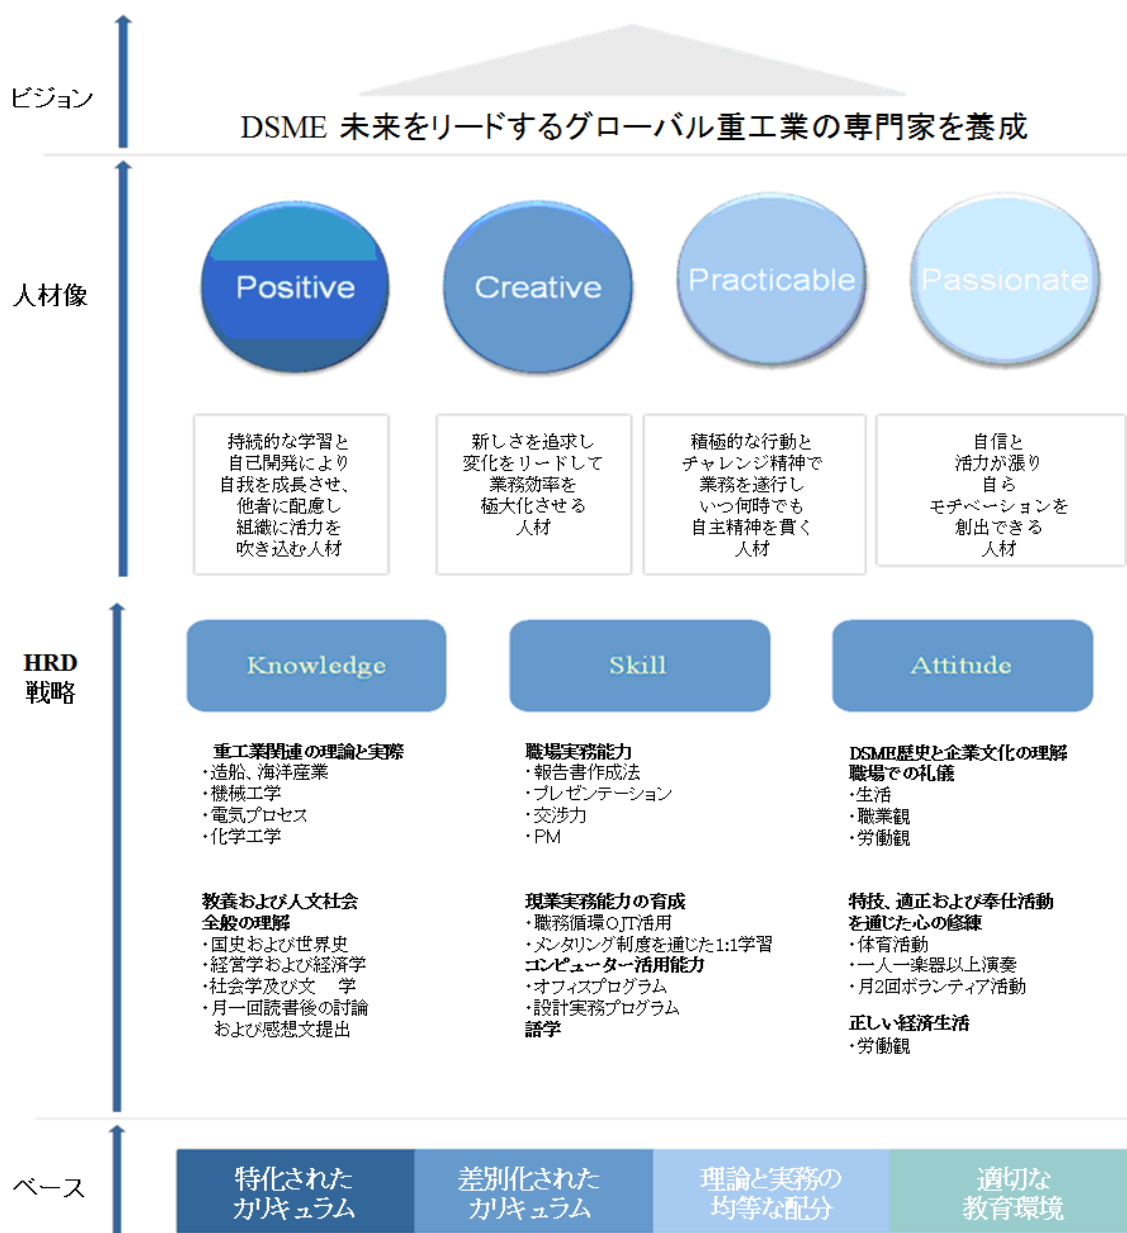 ビジョン
DSME 未来をリードするグローバル重工業の専門家を養成
人材像
Positive
Creative
Practicable
Passionate
持続的な学習と
自己開発により
自我を成長させ、
他者に配慮し
組織に活力を
吹き込む人材
新しさを追求し
変化をリードして
業務効率を
極大化させる
人材
積極的な行動と
チャレンジ精神で
業務を遂行し
いつ何時でも
自主精神を貫く
人材
自信と
活力が漲り
自ら
モチベーションを
創出できる
人材
HRD
戦略
Knowledge
Skill
Attitude
重工業関連の理論と実際
・造船、海洋産業
・機械工学
・電気プロセス
・化学工学
教義および人文社会
全般の理解
・国史および世界史
・経営学および経済学
・社会学及び文　学
・月一回読書後の討論
および感想文提出
職場実務能力
・報告書作成法
・プレゼンテーション
・交渉力
・PM
現業実務能力の育成
・職務循環OJT活用
・メンタリング制度を通じた1:1学習
コンピューター活用能力
・オフィスプログラム
・設計実務プログラム
語学
DSME歴史と企業文化の理解
職場での礼儀
・生活
・職業観
・労働観
特技、適正および奉仕活動
を通じた心の修練
・体育活動
・一人一楽器以上演奏
・月2回ボランティア活動
正しい経済生活
・労働観
ベース
特化された
カリキュラム
差別化された
カリキュラム
理論と実務の
均等な配分
適切な
教育環境